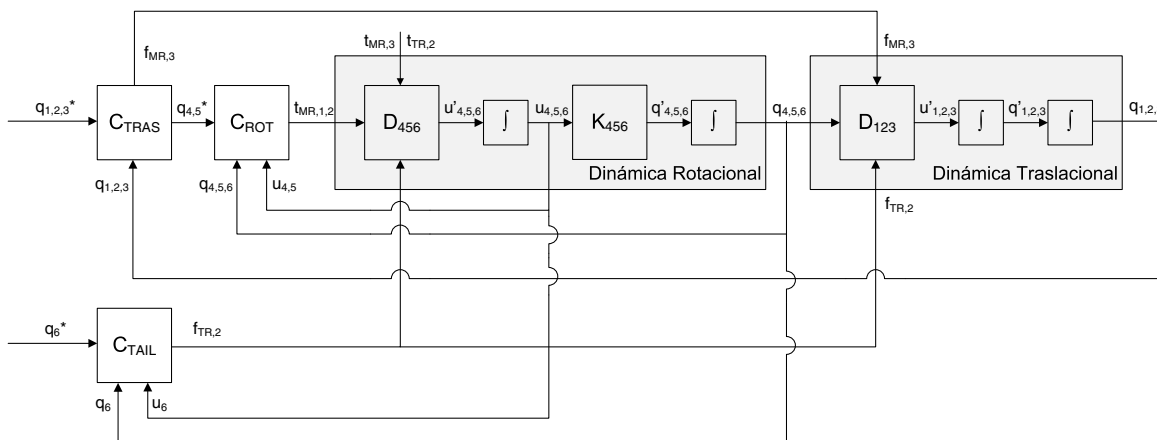 f_MR,3
f_MR,3
t_MR,3
t_TR,2
q_1,2,3*
C_TRAS
q_4,5*
C_ROT
t_MR,1,2
D_456
u'_4,5,6
∫
u_4,5,6
K_456
q'_4,5,6
∫
q_4,5,6
D_123
u'_1,2,3
∫
q'_1,2,3
∫
q_1,2,
Dinámica Rotacional
Dinámica Traslacional
q_1,2,3
q_4,5,6
u_4,5
f_TR,2
q_6*
C_TAIL
f_TR,2
q_6
u_6